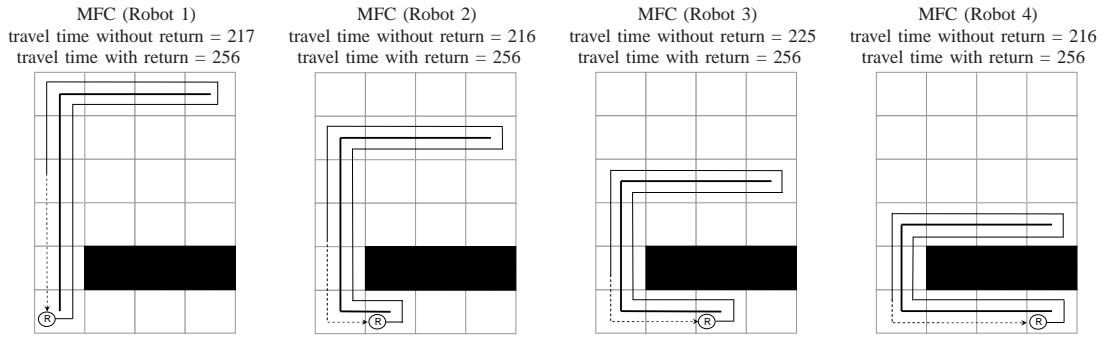 MFC (Robot 1)
travel time without return = 217
travel time with return = 256
R
MFC (Robot 2)
travel time without return = 216
travel time with return = 256
R
MFC (Robot 3)
travel time without return = 225
travel time with return = 256
R
MFC (Robot 4)
travel time without return = 216
travel time with return = 256
R